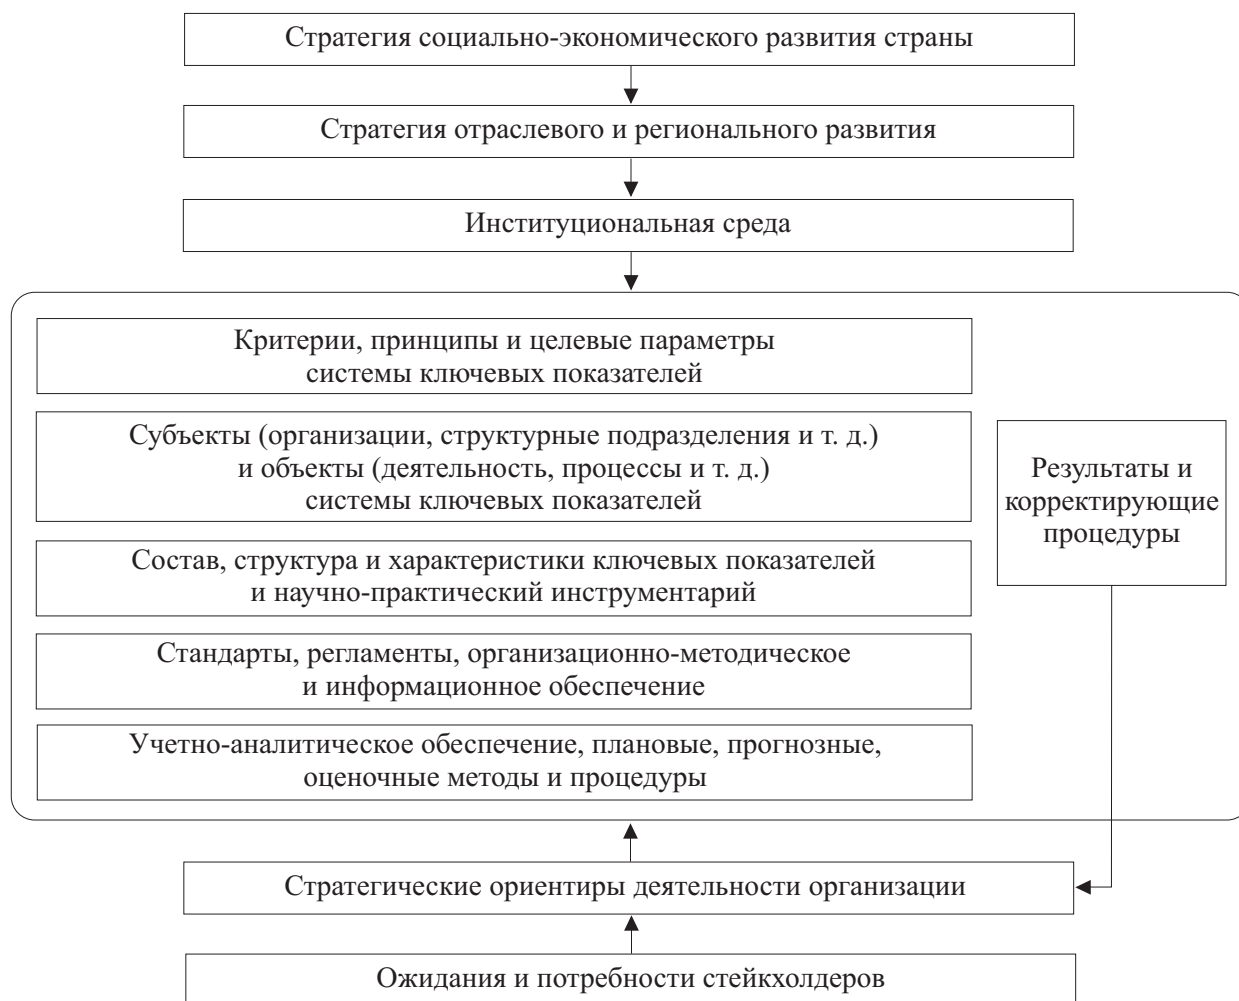 Стратегия социально-экономического развития страны
Стратегия отраслевого и регионального развития
Институциональная среда
Критерии, принципы и целевые параметры
системы ключевых показателей
Субъекты (организации, структурные подразделения и т. д.)
и объекты (деятельность, процессы и т. д.)
системы ключевых показателей
Состав, структура и характеристики ключевых показателей
и научно-практический инструментарий
Стандарты, регламенты, организационно-методическое
и информационное обеспечение
Учетно-аналитическое обеспечение, плановые, прогнозные,
оценочные методы и процедуры
Результаты и
корректирующие
процедуры
Стратегические ориентиры деятельности организации
Ожидания и потребности стейкхолдеров